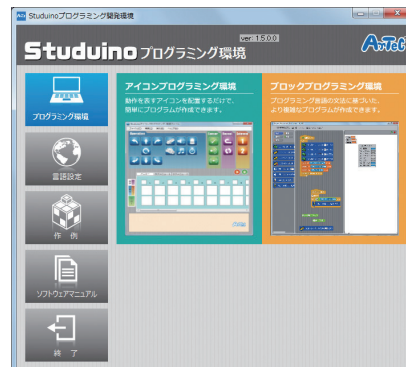 Studuinoプログラミング開発環境
ver: 1.5.0.0
Studuinoプログラミング環境
ArTeC
プログラミング環境
アイコンプログラミング環境
動作を表すアイコンを配置するだけで、
簡単にプログラムが作成できます。
ブロックプログラミング環境
プログラミング言語の文法に基づいた、
より複雑なプログラムが作成できます。
言語設定
作 例
ソフトウェアマニュアル
終 了